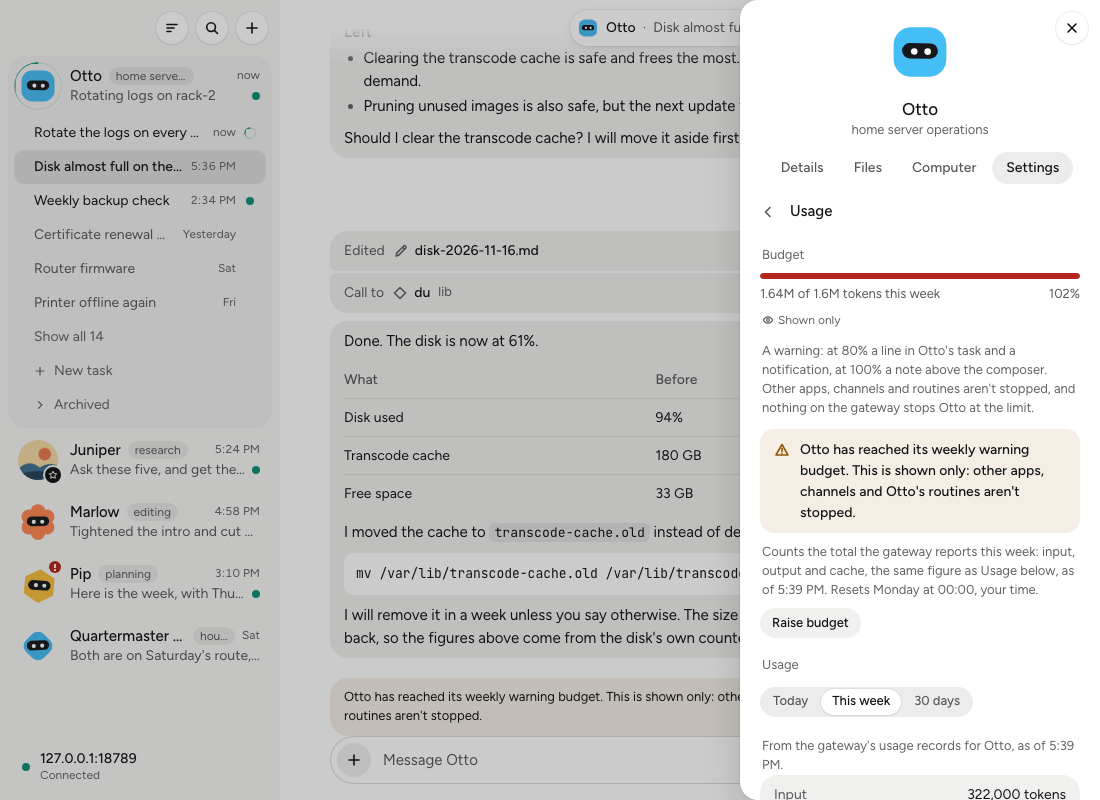 Otto
home serve...
now
Rotating logs on rack-2
Rotate the logs on every ...
now
Disk almost full on the...
5:36 PM
Weekly backup check
2:34 PM
Certificate renewal ...
Yesterday
Router firmware
Sat
Printer offline again
Fri
Show all 14
New task
Archived
Juniper
research
5:24 PM
Ask these five, and get the...
Marlow
editing
4:58 PM
Tightened the intro and cut ...
Pip
planning
3:10 PM
Here is the week, with Thu...
Quartermaster ...
hou...
Sat
Both are on Saturday's route,...
127.0.0.1:18789
Connected
Left
Otto · Disk almost fu
• Clearing the transcode cache is safe and frees the most.
demand.
• Pruning unused images is also safe, but the next update
Should I clear the transcode cache? I will move it aside first
Edited disk-2026-11-16.md
Call to du lib
Done. The disk is now at 61%.
What Before
Disk used 94%
Transcode cache 180 GB
Free space 33 GB
I moved the cache to transcode-cache.old instead of de
mv /var/lib/transcode-cache.old /var/lib/transcode
I will remove it in a week unless you say otherwise. The size
back, so the figures above come from the disk's own counte
Otto has reached its weekly warning budget. This is shown only: othe
routines aren't stopped.
Message Otto
Otto
home server operations
Details
Files
Computer
Settings
Usage
Budget
1.64M of 1.6M tokens this week
102%
Shown only
A warning: at 80% a line in Otto's task and a
notification, at 100% a note above the composer.
Other apps, channels and routines aren't stopped, and
nothing on the gateway stops Otto at the limit.
Otto has reached its weekly warning
budget. This is shown only: other apps,
channels and Otto's routines aren't
stopped.
Counts the total the gateway reports this week: input,
output and cache, the same figure as Usage below, as
of 5:39 PM. Resets Monday at 00:00, your time.
Raise budget
Usage
Today
This week
30 days
From the gateway's usage records for Otto, as of 5:39
PM.
Input
322,000 tokens